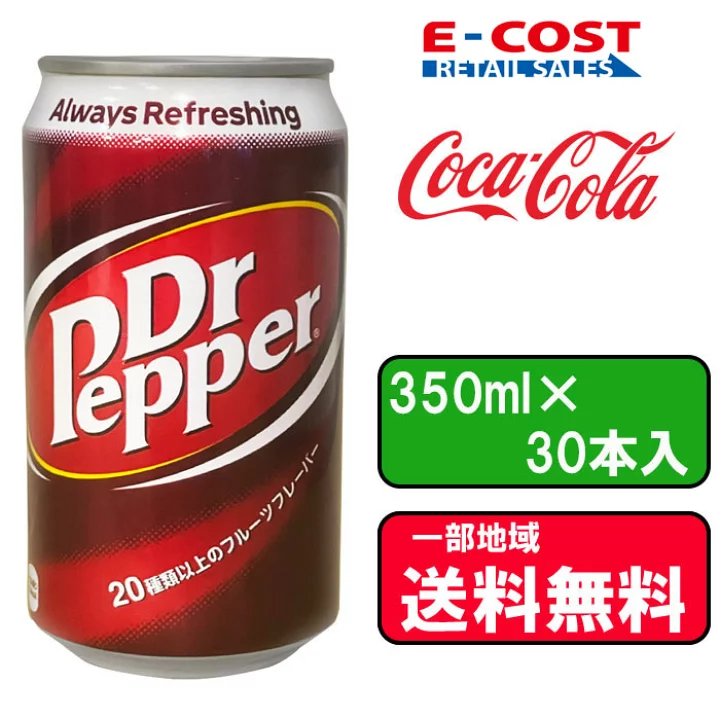 E-COST
RETAIL SALES
Always Refreshing
Coca-Cola
Dr
Pepper®
20種類以上のフルーツフレーバー
350ml×
30本入
一部地域
送料無料